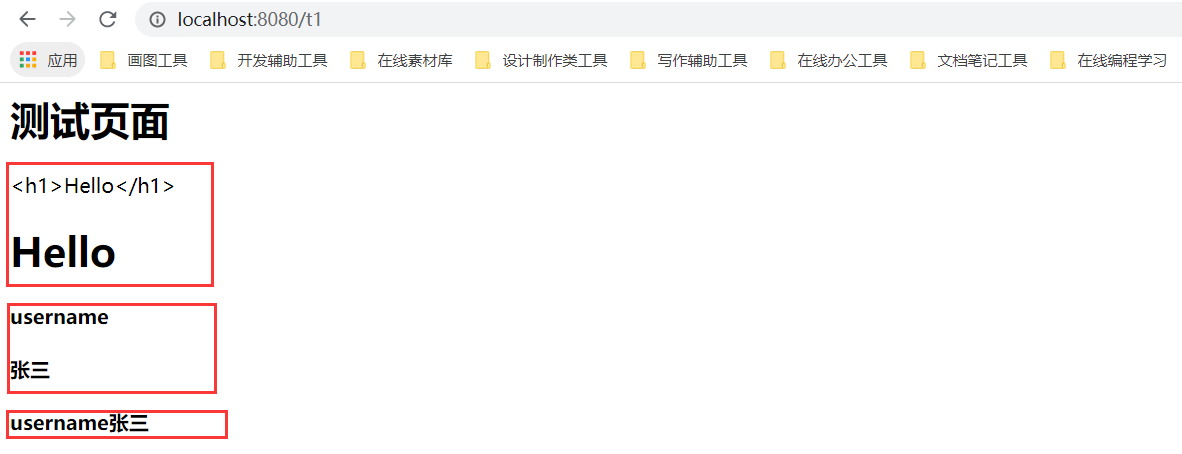 localhost:8080/t1
应用 画图工具 开发辅助工具 在线素材库 设计制作类工具 写作辅助工具 在线办公工具 文档笔记工具 在线编程学习
测试页面
<h1>Hello</h1>
Hello
username
张三
username张三